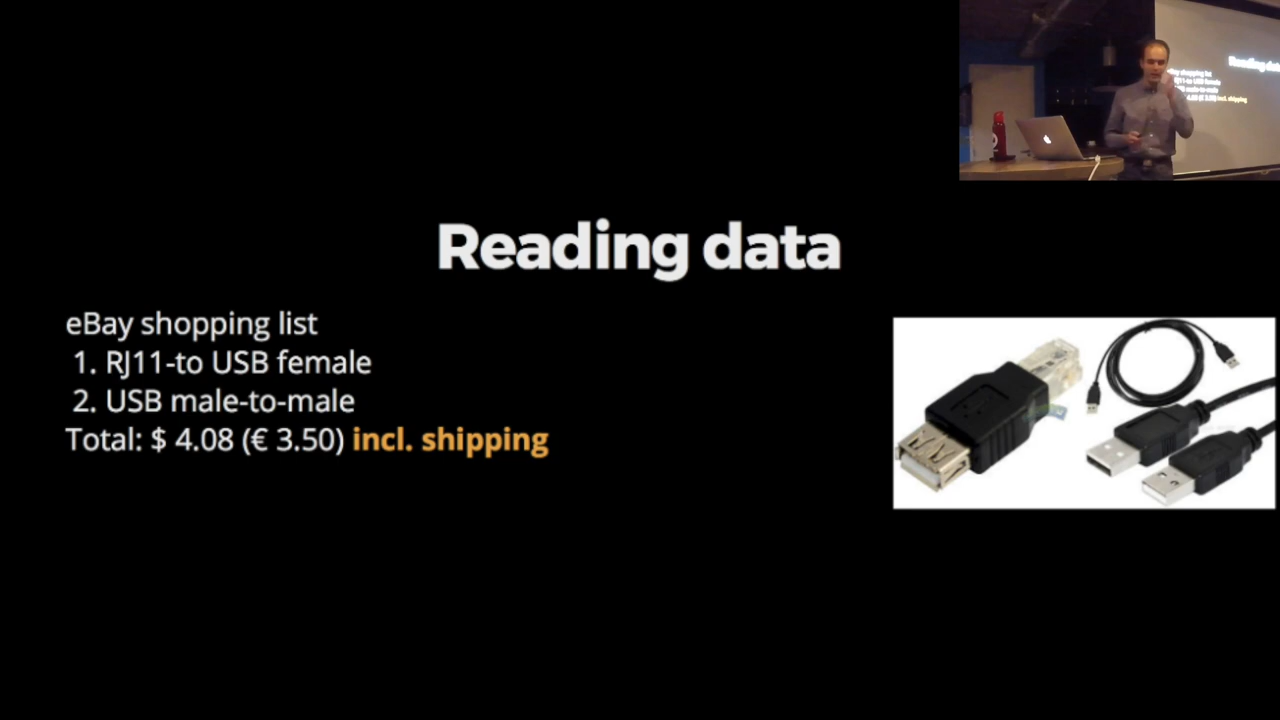 Reading data
eBay shopping list
1. RJ11-to USB female
2. USB male-to-male
Total: $ 4.08 (€ 3.50) incl. shipping